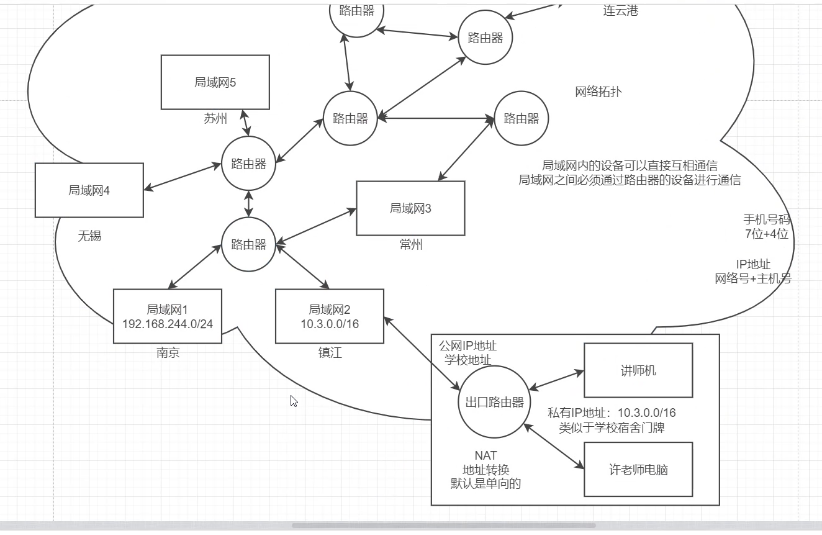 路由器
连云港
路由器
局域网5
苏州
网络拓扑
路由器
路由器
路由器
局域网内的设备可以直接互相通信
局域网之间必须通过路由器的设备进行通信
局域网4
无锡
局域网3
常州
手机号码
7位+4位
路由器
IP地址
网络号+主机号
局域网1
192.168.244.0/24
南京
局域网2
10.3.0.0/16
镇江
公网IP地址
学校地址
讲师机
出口路由器
私有IP地址：10.3.0.0/16
类似于学校宿舍门牌
NAT
地址转换
默认是单向的
许老师电脑